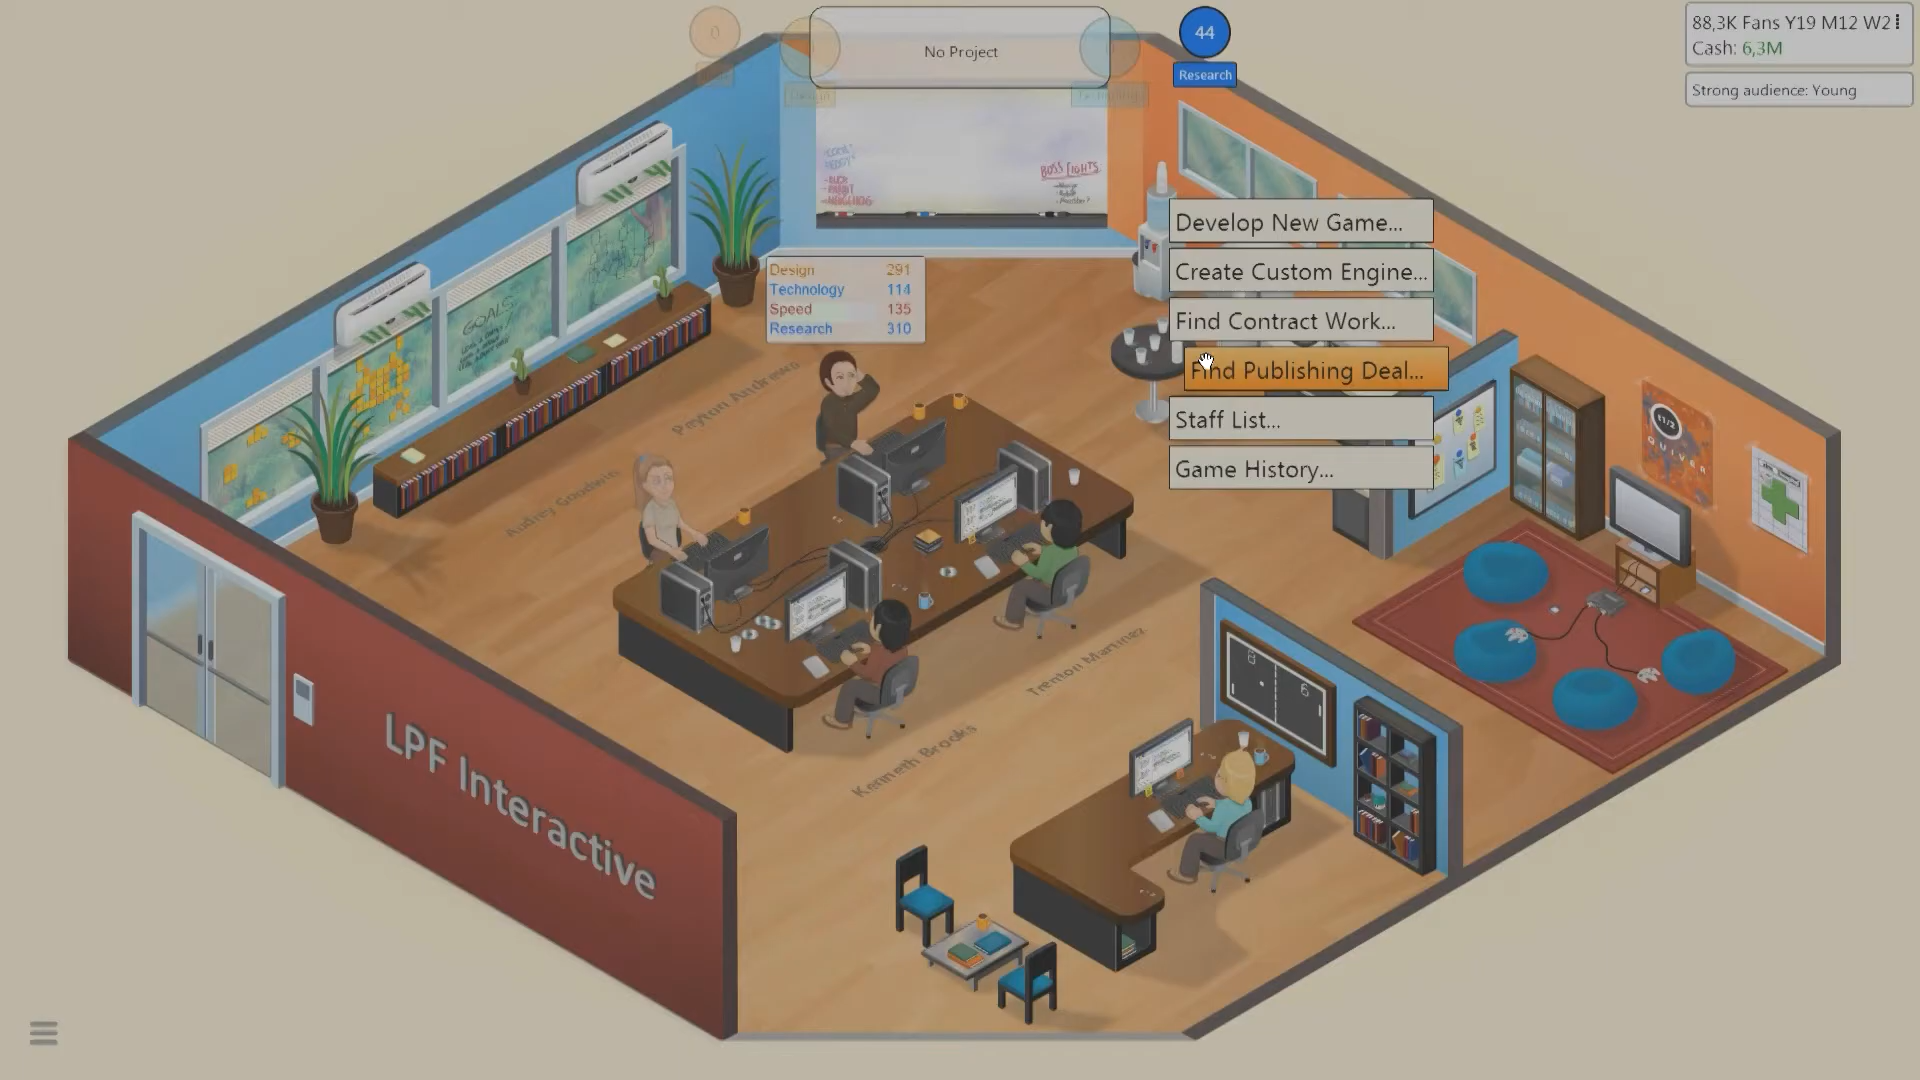 No Project
44
Research
88,3K Fans Y19 M12 W2
Cash: 6,3M
Strong audience: Young
BOSS FIGHTS
Develop New Game...
Create Custom Engine...
Find Contract Work...
Find Publishing Deal...
Staff List...
Game History...
Design 291
Technology 114
Speed 135
Research 310
GOALS
Peyton Andrews
Audrey Goodwin
Trenton Martinez
Kenneth Brooks
QUIVER
LPF Interactive